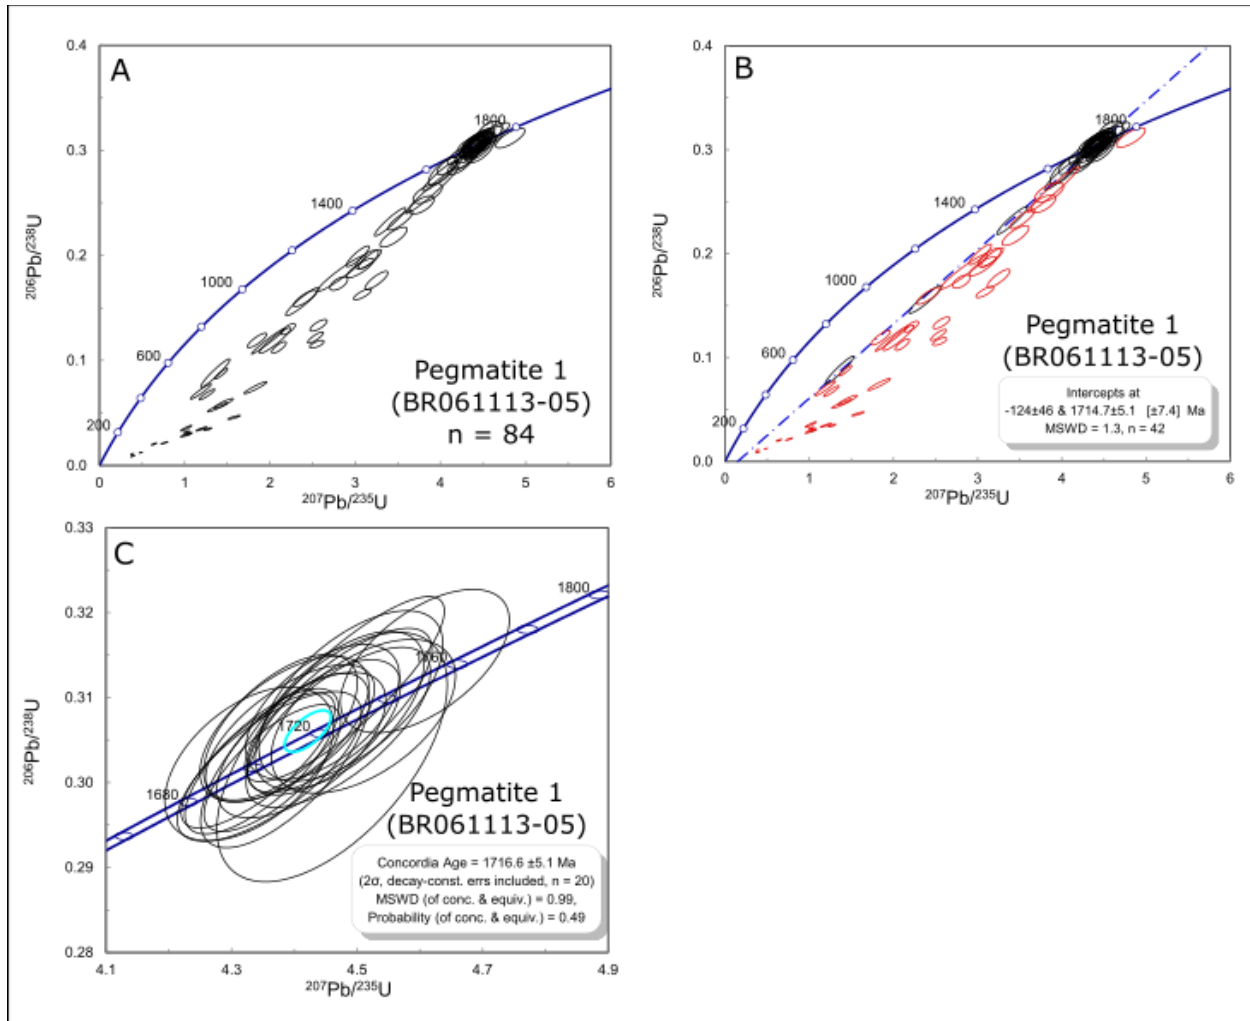 A
0.4
0.3
0.2
0.1
0.0
206Pb/238U
1800
1400
1000
600
200
Pegmatite 1
(BR061113-05)
n = 84
0 1 2 3 4 5 6
207Pb/235U
B
0.4
0.3
0.2
0.1
0.0
206Pb/238U
1800
1400
1000
600
200
Pegmatite 1
(BR061113-05)
Intercepts at
-124±46 & 1714.7±5.1 [±7.4] Ma
MSWD = 1.3, n = 42
0 1 2 3 4 5 6
207Pb/235U
C
0.33
0.32
0.31
0.30
0.29
0.28
206Pb/238U
1800
1760
1720
1680
Pegmatite 1
(BR061113-05)
Concordia Age = 1716.6 ±5.1 Ma
(2σ, decay-const. errs included, n = 20)
MSWD (of conc. & equiv.) = 0.99,
Probability (of conc. & equiv.) = 0.49
4.1 4.3 4.5 4.7 4.9
207Pb/235U